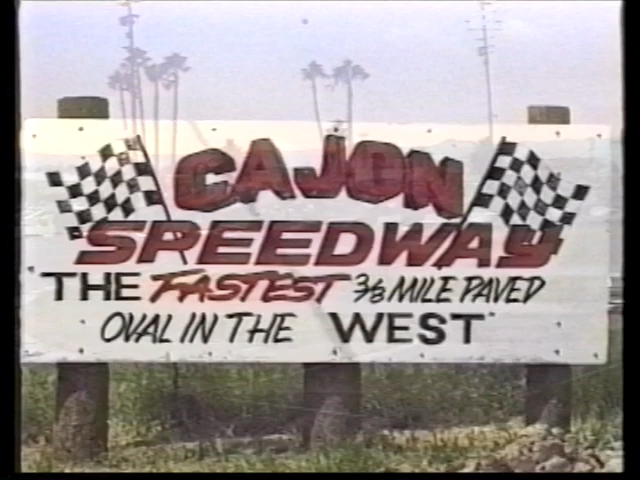 CAJON
SPEEDWAY
THE FASTEST 3/8 MILE PAVED
OVAL IN THE WEST"